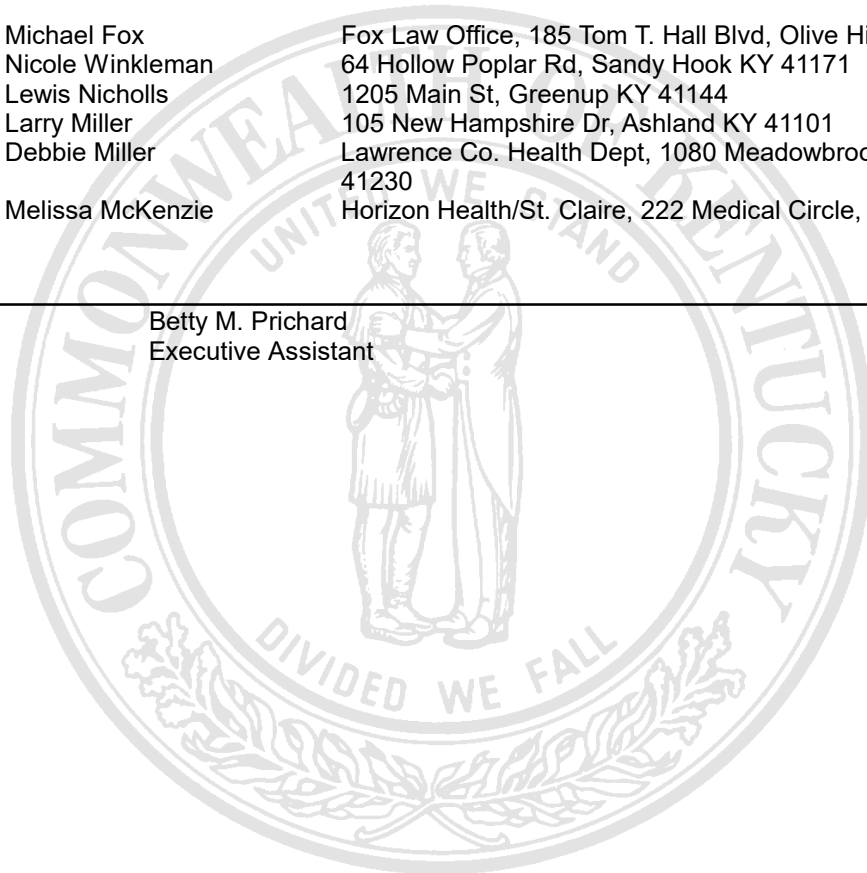 Michael Fox Fox Law Office, 185 Tom T. Hall Blvd, Olive
Nicole Winkleman 64 Hollow Poplar Rd, Sandy Hook KY 41171
Lewis Nicholls 1205 Main St, Greenup KY 41144
Larry Miller 105 New Hampshire Dr, Ashland KY 41101
Debbie Miller Lawrence Co. Health Dept, 1080
41230
Melissa McKenzie Horizon Health/St. Claire, 222 Medical Circle,
Betty M. Prichard
Executive Assistant
COMMONWEALTH OF KENTUCKY
UNITED WE STAND
DIVIDED WE FALL